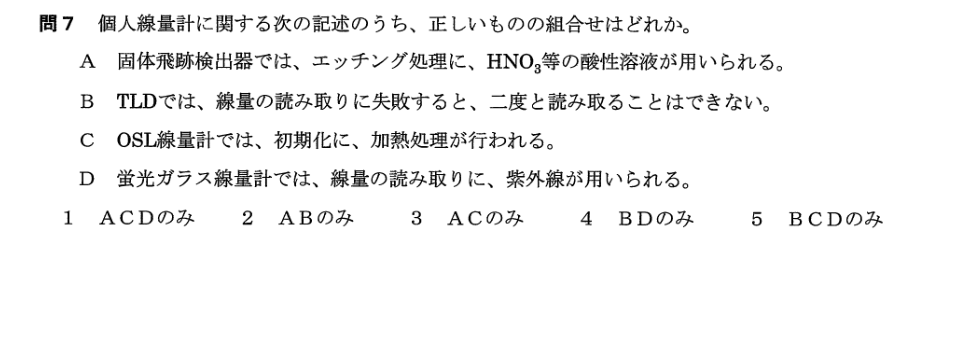 問7 個人線量計に関する次の記述のうち、正しいものの組合せはどれか。
A 固体飛跡検出器では、エッチング処理に、HNO₃等の酸性溶液が用いられる。
B TLDでは、線量の読み取りに失敗すると、二度と読み取ることはできない。
C OSL線量計では、初期化に、加熱処理が行われる。
D 蛍光ガラス線量計では、線量の読み取りに、紫外線が用いられる。
1 ACDのみ 2 ABのみ 3 ACのみ 4 BDのみ 5 BCDのみ